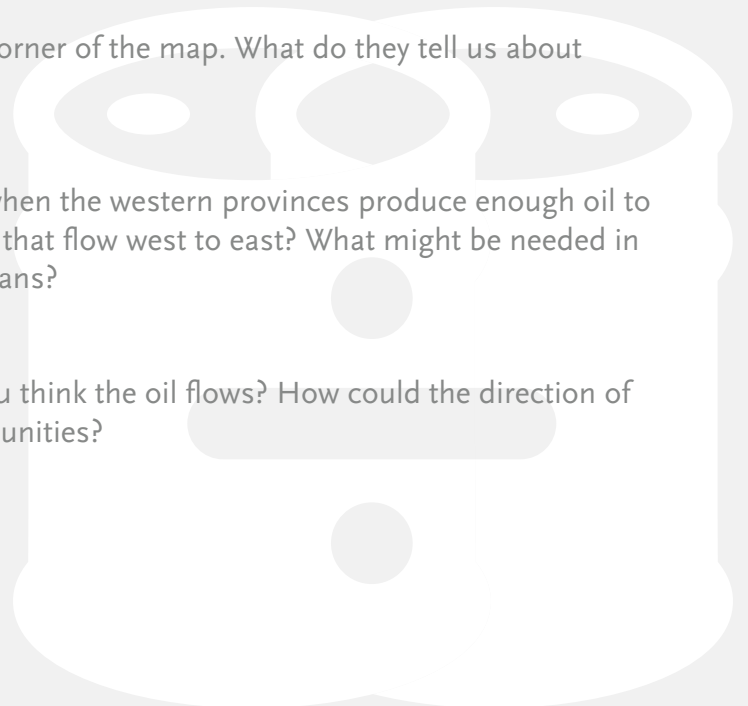 orner of the map. What do they tell us about
when the western provinces produce enough oil to
that flow west to east? What might be needed in
ans?
u think the oil flows? How could the direction of
unities?